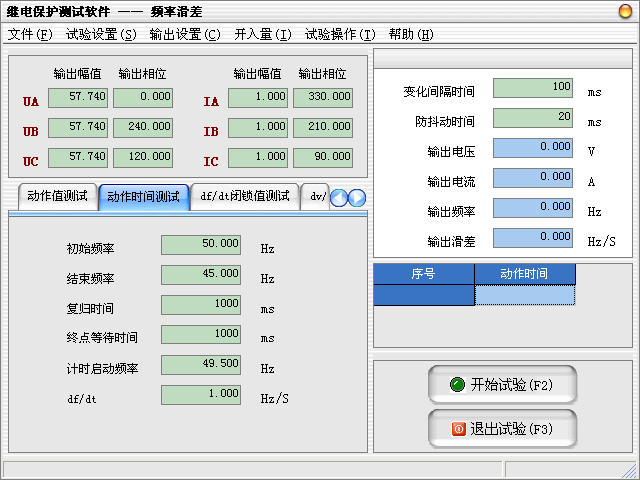 继电保护测试软件 —— 频率滑差
文件(F) 试验设置(S) 输出设置(C) 开入量(I) 试验操作(T) 帮助(H)
输出幅值 输出相位 输出幅值 输出相位
UA 57.740 0.000 IA 1.000 330.000
UB 57.740 240.000 IB 1.000 210.000
UC 57.740 120.000 IC 1.000 90.000
动作值测试 动作时间测试 df/dt闭锁值测试 dv/
初始频率 50.000 Hz
结束频率 45.000 Hz
复归时间 1000 ms
终点等待时间 1000 ms
计时启动频率 49.500 Hz
df/dt 1.000 Hz/S
变化间隔时间 100 ms
防抖动时间 20 ms
输出电压 0.000 V
输出电流 0.000 A
输出频率 0.000 Hz
输出滑差 0.000 Hz/S
序号 动作时间
开始试验(F2)
退出试验(F3)